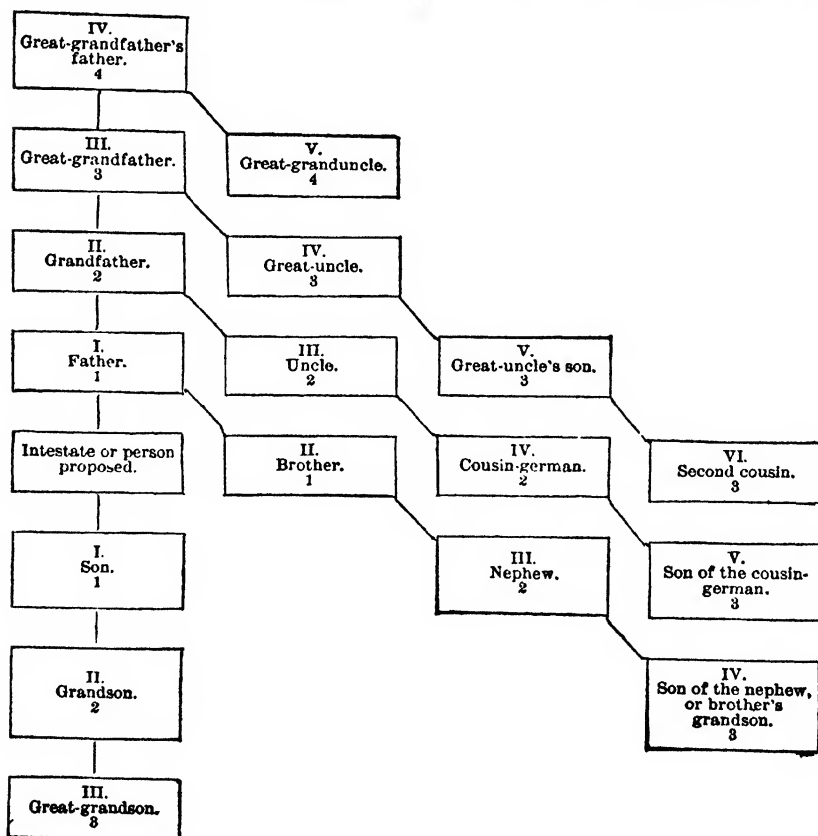 IV.
Great-grandfather's
father.
4
V.
Great-granduncle.
4
III.
Great-grandfather.
3
II.
Grandfather.
2
IV.
Great-uncle.
3
I.
Father.
1
III.
Uncle.
2
V.
Great-uncle's son.
3
Intestate or person
proposed.
II.
Brother.
1
IV.
Cousin-german.
2
VI.
Second cousin.
3
I.
Son.
1
III.
Nephew.
2
V.
Son of the cousin-
german.
3
II.
Grandson.
2
IV.
Son of the nephew,
or brother's
grandson.
3
III.
Great-grandson.
3